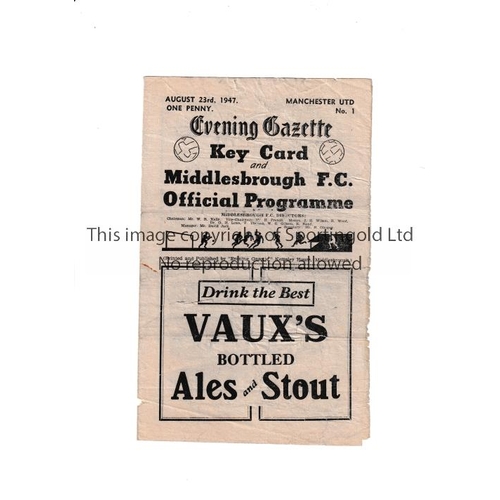 AUGUST 23rd, 1947. MANCHESTER UTD
ONE PENNY. No. 1
Evening Gazette
Key Card
and
Middlesbrough F.C.
Official Programme
MIDDLESBROUGH F.C. DIRECTORS:
This image copyright of Sportingold Ltd
No reproduction allowed
Drink the Best
VAUX'S
BOTTLED
Ales and Stout